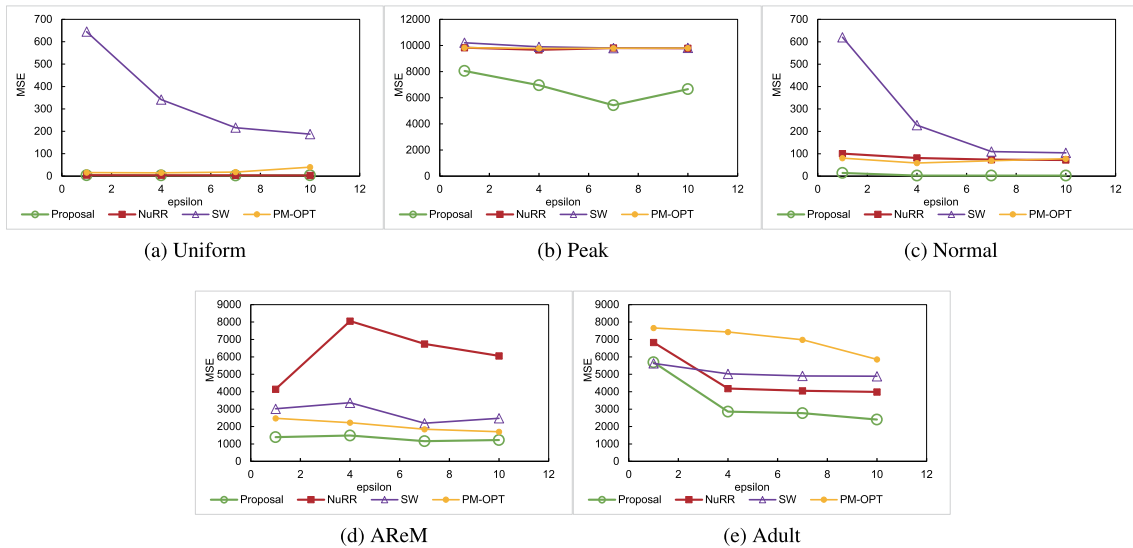 700
600
500
400
300
200
100
0
MSE
0 2 4 6 8 10 12
epsilon
Proposal NuRR SW PM-OPT
(a) Uniform
12000
10000
8000
6000
4000
2000
0
MSE
0 2 4 6 8 10 12
epsilon
Proposal NuRR SW PM-OPT
(b) Peak
700
600
500
400
300
200
100
0
MSE
0 2 4 6 8 10 12
epsilon
Proposal NuRR SW PM-OPT
(c) Normal
9000
8000
7000
6000
5000
4000
3000
2000
1000
0
MSE
0 2 4 6 8 10 12
epsilon
Proposal NuRR SW PM-OPT
(d) AReM
9000
8000
7000
6000
5000
4000
3000
2000
1000
0
MSE
0 2 4 6 8 10 12
epsilon
Proposal NuRR SW PM-OPT
(e) Adult